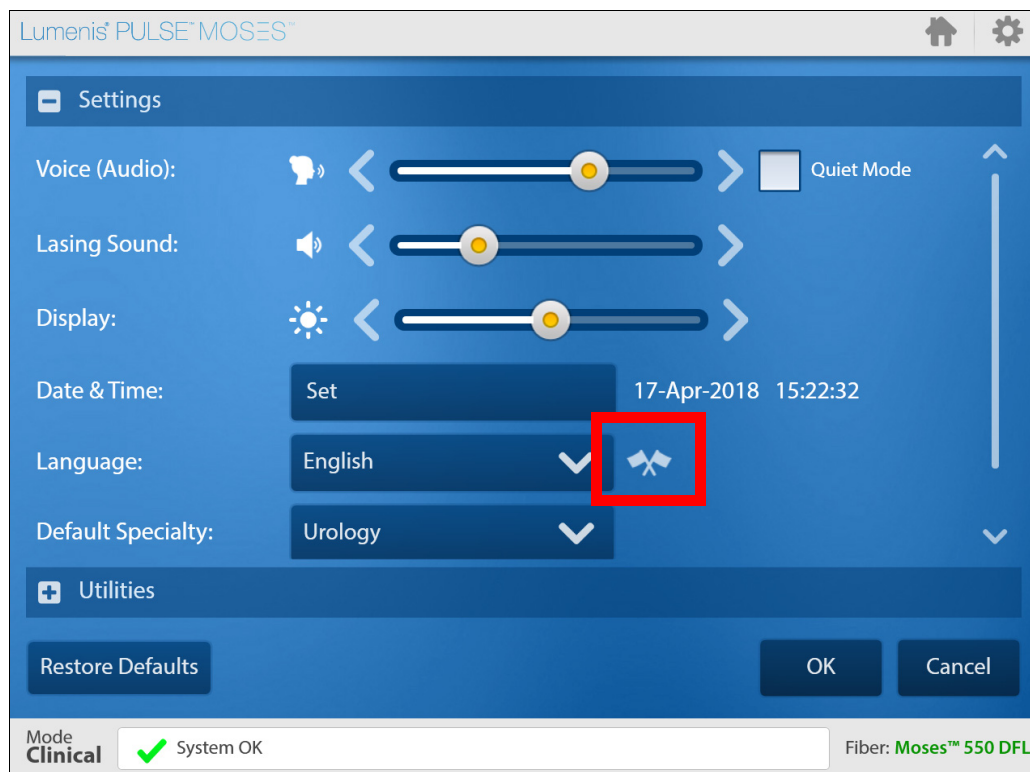 Lumenis® PULSE™ MOSES™
Settings
Voice (Audio):
Quiet Mode
Lasing Sound:
Display:
Date & Time:
Set
17-Apr-2018 15:22:32
Language:
English
Default Specialty:
Urology
Utilities
Restore Defaults
OK
Cancel
Mode
Clinical
System OK
Fiber: Moses™ 550 DFL